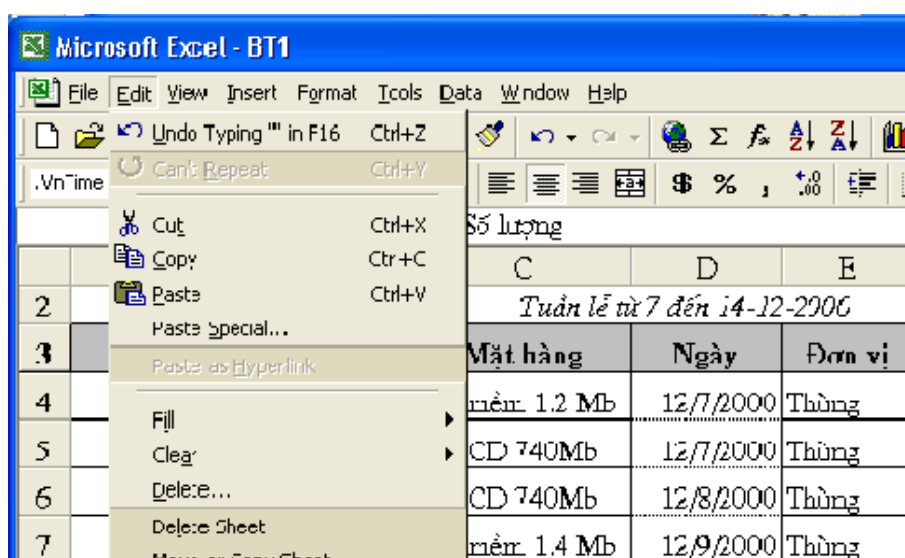 Microsoft Excel - BT1
File Edit View Insert Format Tools Data Window Help
Undo Typing "" in F16 Ctrl+Z
Can't Repeat Ctrl+Y
.VnTime
$ % ,
Cut Ctrl+X
Số lượng
Copy Ctrl+C
C D E
Paste Ctrl+V
2 Tuần lễ từ 7 đến 14-12-2006
Paste Special...
3 Mặt hàng Ngày Đơn vị
Paste as Hyperlink
4 mềm 1.2 Mb 12/7/2000 Thùng
Fill
5 CD 740Mb 12/7/2000 Thùng
Clear
Delete...
6 CD 740Mb 12/8/2000 Thùng
Delete Sheet
7 mềm 1.4 Mb 12/9/2000 Thùng